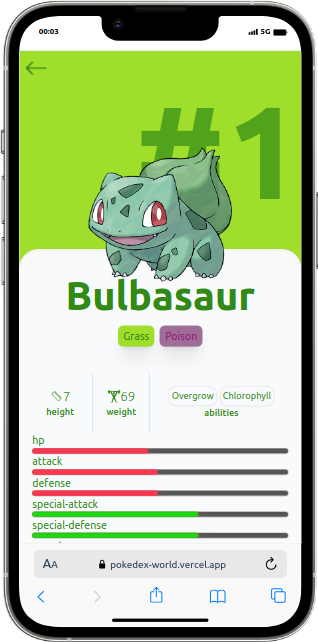 00:03
5G
#1
Bulbasaur
Grass Poison
7
height
69
weight
Overgrow Chlorophyll
abilities
hp
attack
defense
special-attack
special-defense
AA pokedex-world.vercel.app